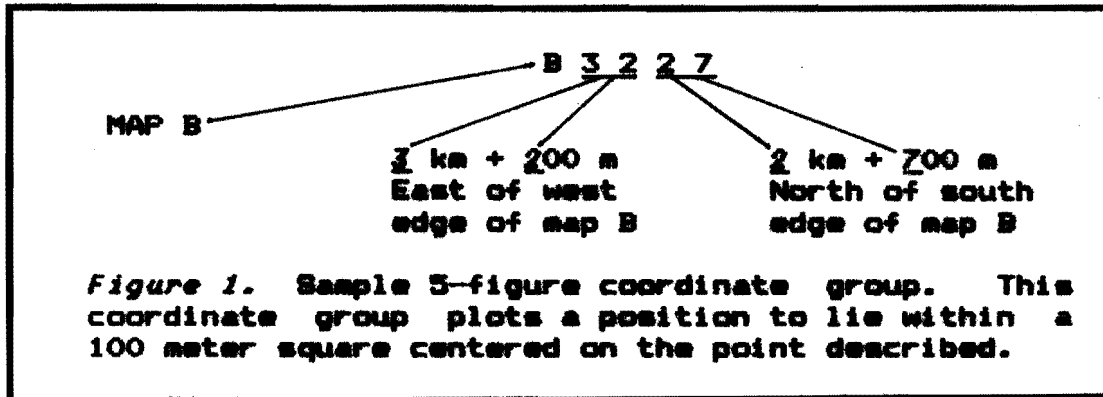 B 3 2 2 7
MAP B
3 km + 200 m
East of west
edge of map B
2 km + 700 m
North of south
edge of map B
Figure 1. Sample 5-figure coordinate group. This
coordinate group plots a position to lie within a
100 meter square centered on the point described.